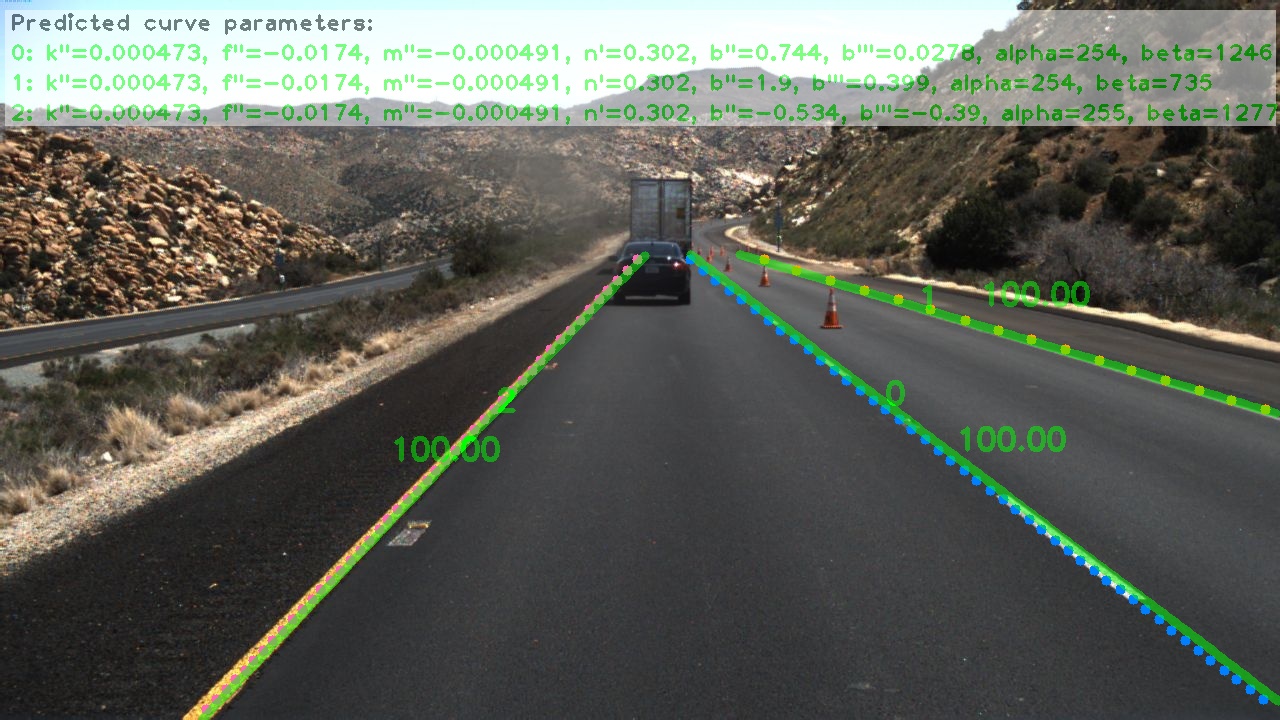 Predicted curve parameters:
0: k''=0.000473, f''=-0.0174, m''=-0.000491, n'=0.302, b''=0.744, b'''=0.0278, alpha=254, beta=1246
1: k''=0.000473, f''=-0.0174, m''=-0.000491, n'=0.302, b''=1.9, b'''=0.399, alpha=254, beta=735
2: k''=0.000473, f''=-0.0174, m''=-0.000491, n'=0.302, b''=-0.534, b'''=-0.39, alpha=255, beta=1277
1 100.00
0
2
100.00
100.00